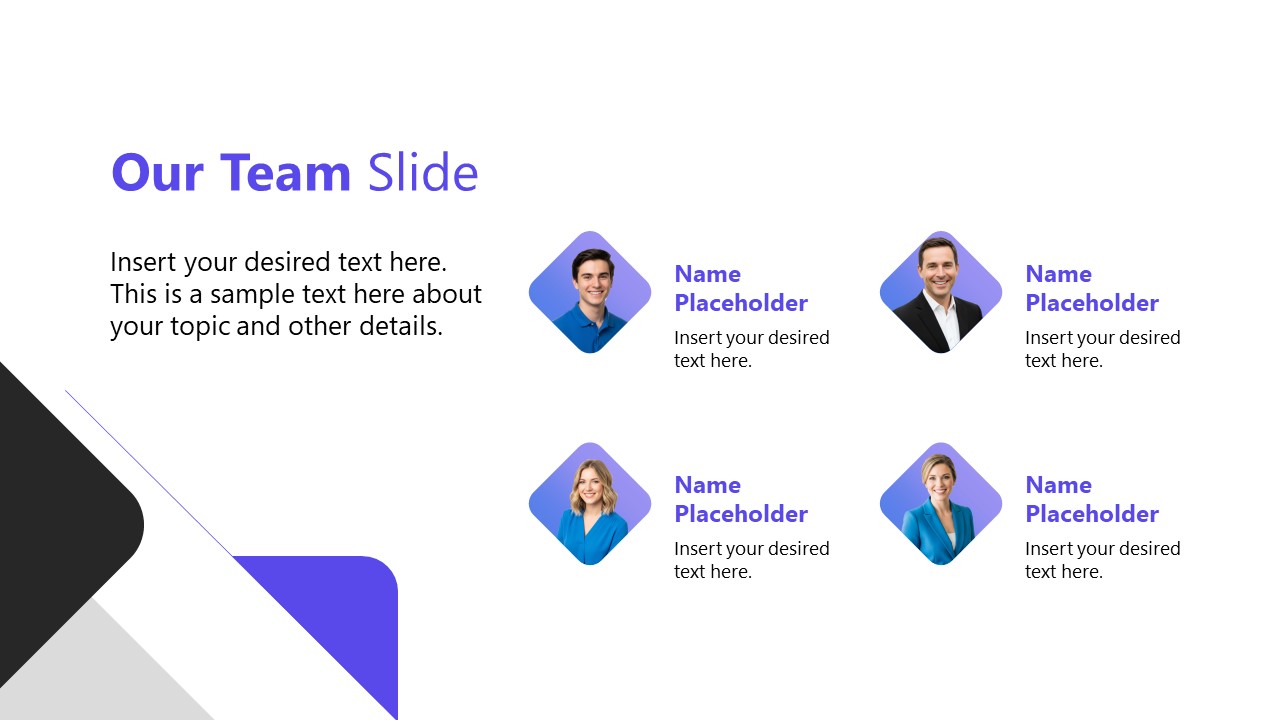 Our Team Slide
Insert your desired text here.
This is a sample text here about
your topic and other details.
Name
Placeholder
Insert your desired
text here.
Name
Placeholder
Insert your desired
text here.
Name
Placeholder
Insert your desired
text here.
Name
Placeholder
Insert your desired
text here.